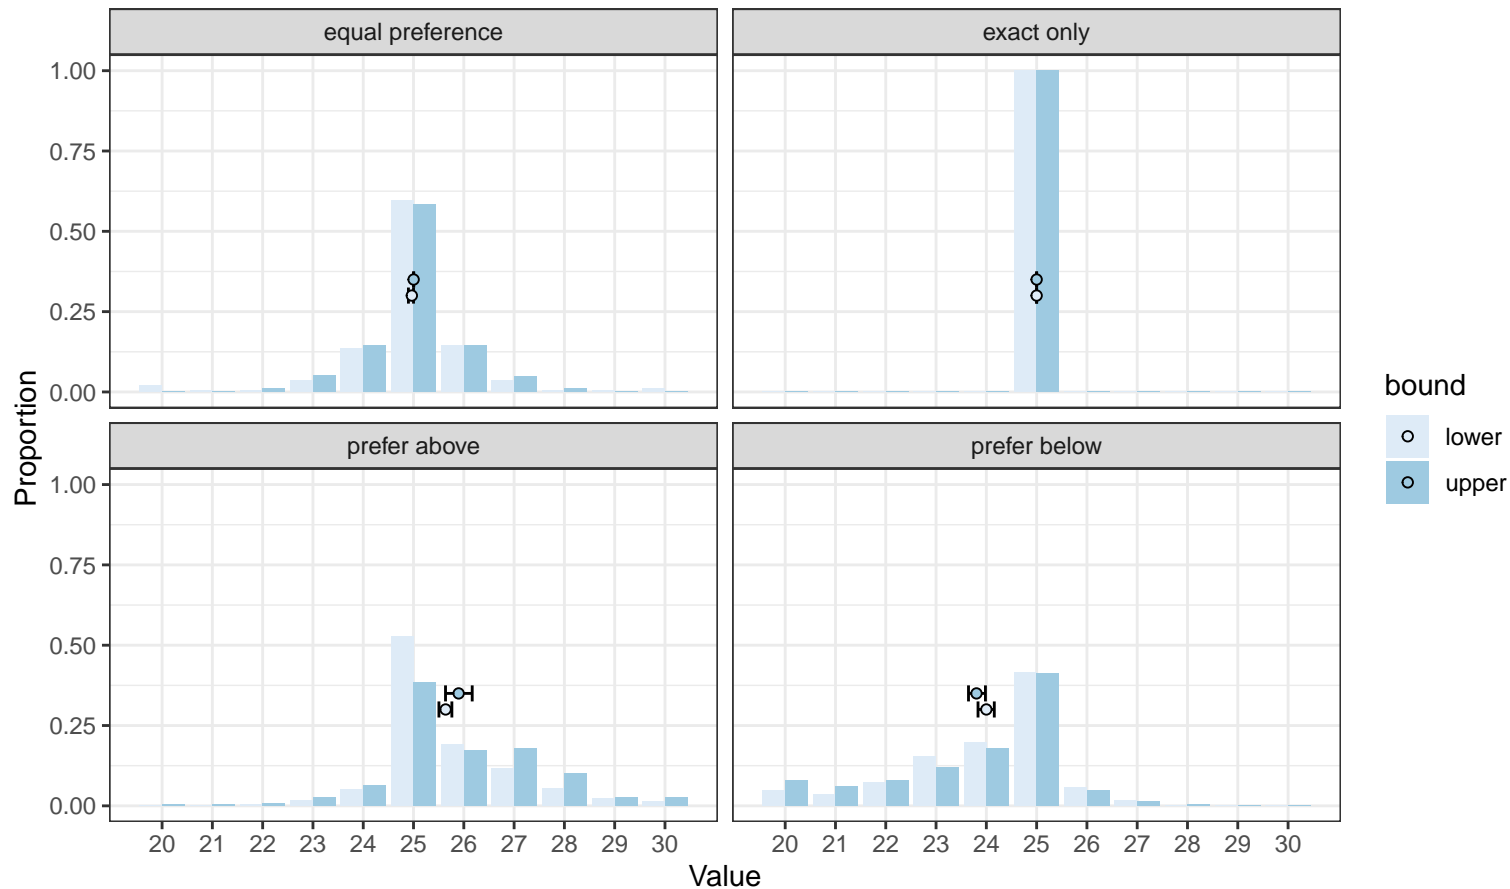 equal preference
exact only
1.00
0.75
0.50
0.25
0.00
prefer above
prefer below
1.00
0.75
0.50
0.25
0.00
20 21 22 23 24 25 26 27 28 29 30
20 21 22 23 24 25 26 27 28 29 30
Value
Proportion
bound
lower
upper